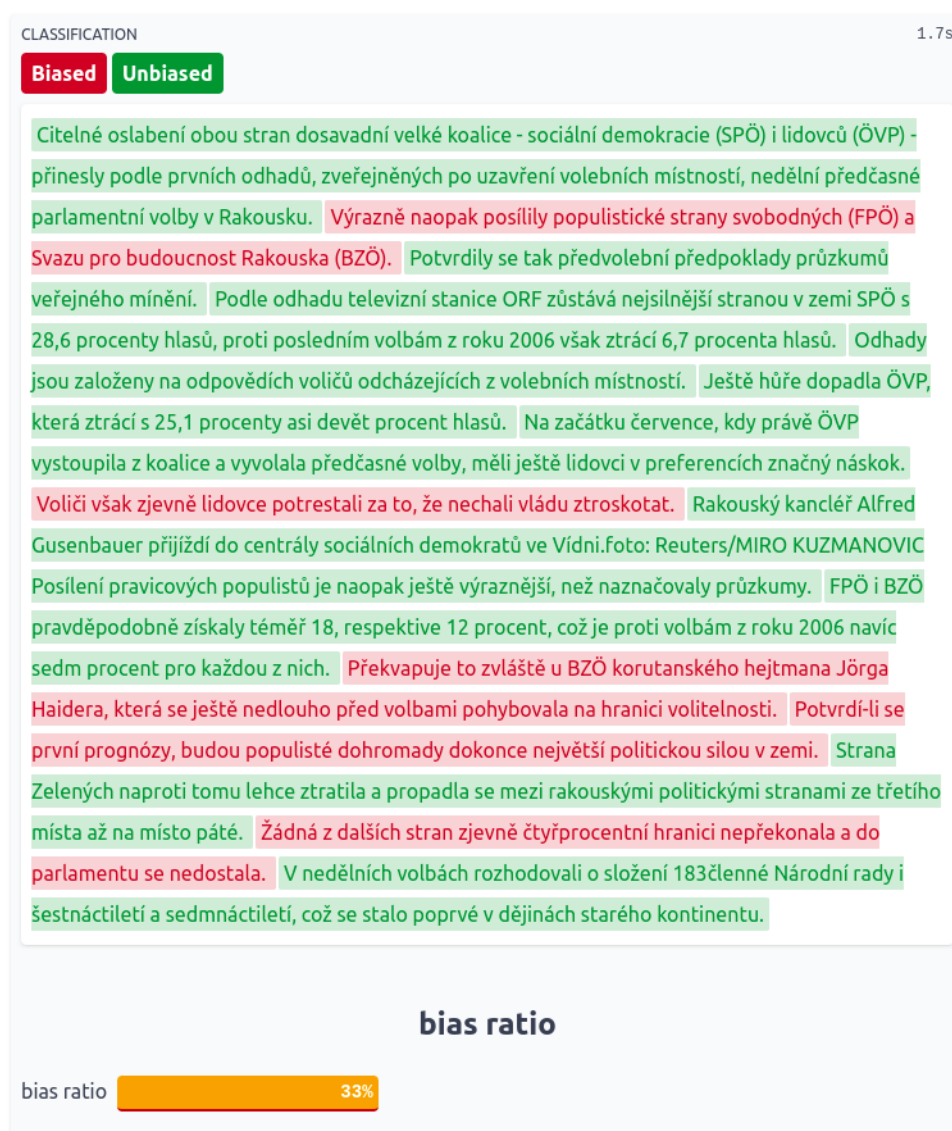 CLASSIFICATION 1.7s
Biased Unbiased
Citelné oslabení obou stran dosavadní velké koalice - sociální demokracie (SPÖ) i lidovců (ÖVP) -
přinesly podle prvních odhadů, zveřejněných po uzavření volebních místností, nedělní předčasné
parlamentní volby v Rakousku. Výrazně naopak posílily populistické strany svobodných (FPÖ) a
Svazu pro budoucnost Rakouska (BZÖ). Potvrdily se tak předvolební předpoklady průzkumů
veřejného mínění. Podle odhadu televizní stanice ORF zůstává nejsilnější stranou v zemi SPÖ s
28,6 procenty hlasů, proti posledním volbám z roku 2006 však ztrácí 6,7 procenta hlasů. Odhady
jsou založeny na odpovědích voličů odcházejících z volebních místností. Ještě hůře dopadla ÖVP,
která ztrácí s 25,1 procenty asi devět procent hlasů. Na začátku července, kdy právě ÖVP
vystoupila z koalice a vyvolala předčasné volby, měli ještě lidovci v preferencích značný náskok.
Voliči však zjevně lidovce potrestali za to, že nechali vládu ztroskotat. Rakouský kancléř Alfred
Gusenbauer přijíždí do centrály sociálních demokratů ve Vídni.foto: Reuters/MIRO KUZMANOVIC
Posílení pravicových populistů je naopak ještě výraznější, než naznačovaly průzkumy. FPÖ i BZÖ
pravděpodobně získaly téměř 18, respektive 12 procent, což je proti volbám z roku 2006 navíc
sedm procent pro každou z nich. Překvapuje to zvláště u BZÖ korutanského hejtmana Jörga
Haidera, která se ještě nedlouho před volbami pohybovala na hranici volitelnosti. Potvrdí-li se
první prognózy, budou populisté dohromady dokonce největší politickou silou v zemi. Strana
Zelených naproti tomu lehce ztratila a propadla se mezi rakouskými politickými stranami ze třetího
místa až na místo páté. Žádná z dalších stran zjevně čtyřprocentní hranici nepřekonala a do
parlamentu se nedostala. V nedělních volbách rozhodovali o složení 183členné Národní rady i
šestnáctiletí a sedmnáctiletí, což se stalo poprvé v dějinách starého kontinentu.
bias ratio
bias ratio 33%